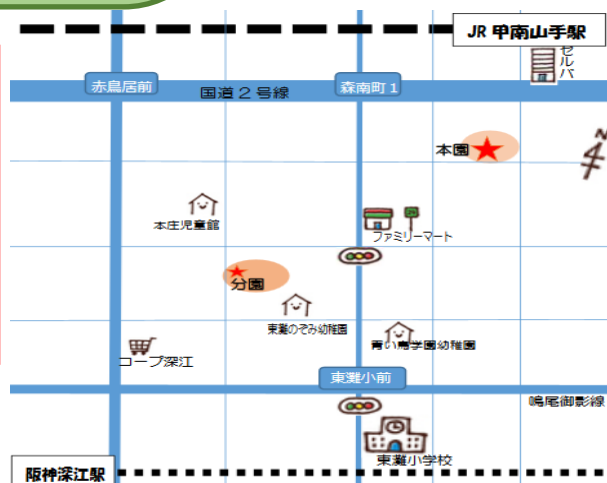 JR 甲南山手駅
セルバ
赤鳥居前
国道２号線
森南町１
本園
本庄児童館
ファミリーマート
分園
東灘のぞみ幼稚園
青い鳥学園幼稚園
コープ深江
東灘小前
鳴尾御影線
東灘小学校
阪神深江駅
N